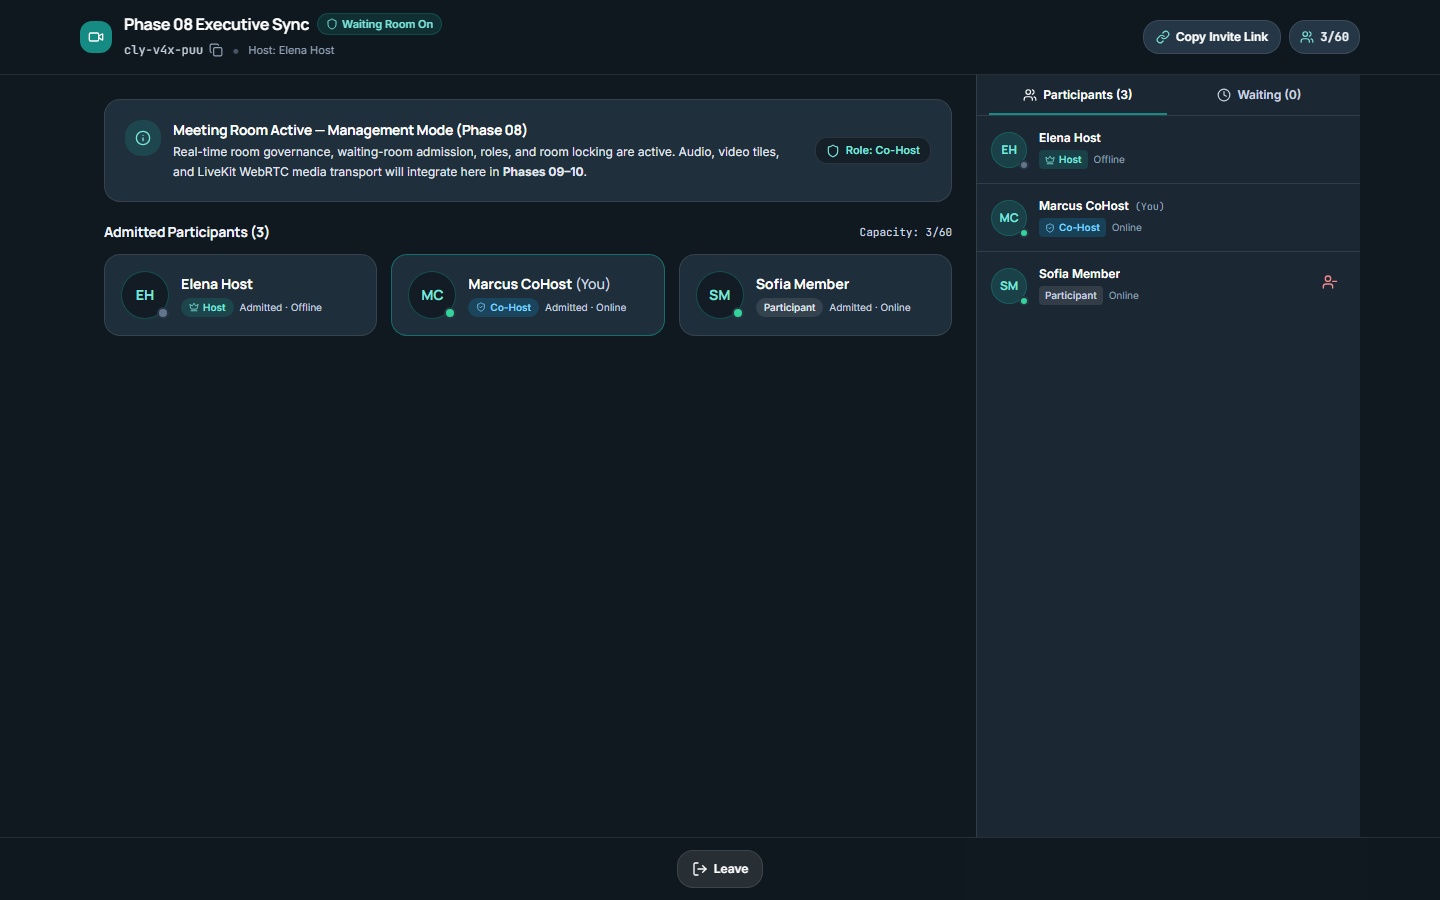 Phase 08 Executive Sync
Waiting Room On
cly-v4x-puu
Host: Elena Host
Copy Invite Link
3/60
Meeting Room Active — Management Mode (Phase 08)
Real-time room governance, waiting-room admission, roles, and room locking are active. Audio, video tiles,
and LiveKit WebRTC media transport will integrate here in Phases 09–10.
Role: Co-Host
Admitted Participants (3)
Capacity: 3/60
EH
Elena Host
Host
Admitted · Offline
MC
Marcus CoHost (You)
Co-Host
Admitted · Online
SM
Sofia Member
Participant
Admitted · Online
Participants (3)
Waiting (0)
EH
Elena Host
Host
Offline
MC
Marcus CoHost (You)
Co-Host
Online
SM
Sofia Member
Participant
Online
Leave